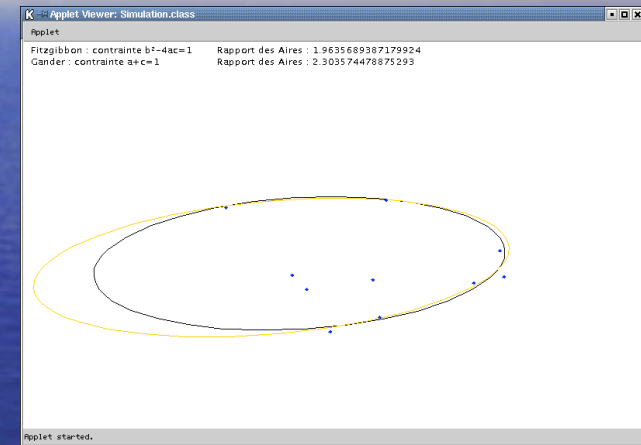 Applet Viewer: Simulation.class
Applet
Fitzgibbon : contrainte b²-4ac=1 Rapport des Aires : 1.9635689387179924
Gander : contrainte a+c=1 Rapport des Aires : 2.303574478875293
Applet started.